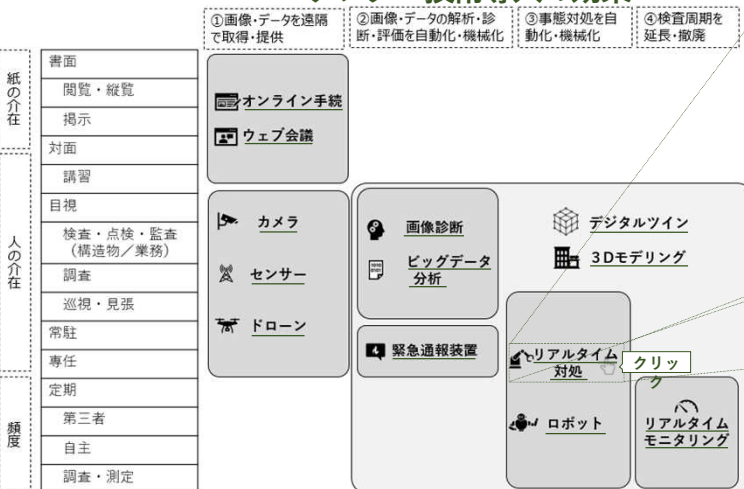 ①画像・データを遠隔
で取得・提供
②画像・データの解析・診
断・評価を自動化・機械化
③事態対処を自
動化・機械化
④検査周期を
延長・撤廃
紙の介在
書面
閲覧・縦覧
掲示
対面
講習
人の介在
目視
検査・点検・監査
（構造物／業務）
調査
巡視・見張
常駐
専任
頻度
定期
第三者
自主
調査・測定
オンライン手続
ウェブ会議
カメラ
センサー
ドローン
画像診断
ビッグデータ
分析
緊急通報装置
デジタルツイン
３Dモデリング
リアルタイム
対処
クリッ
ク
ロボット
リアルタイム
モニタリング